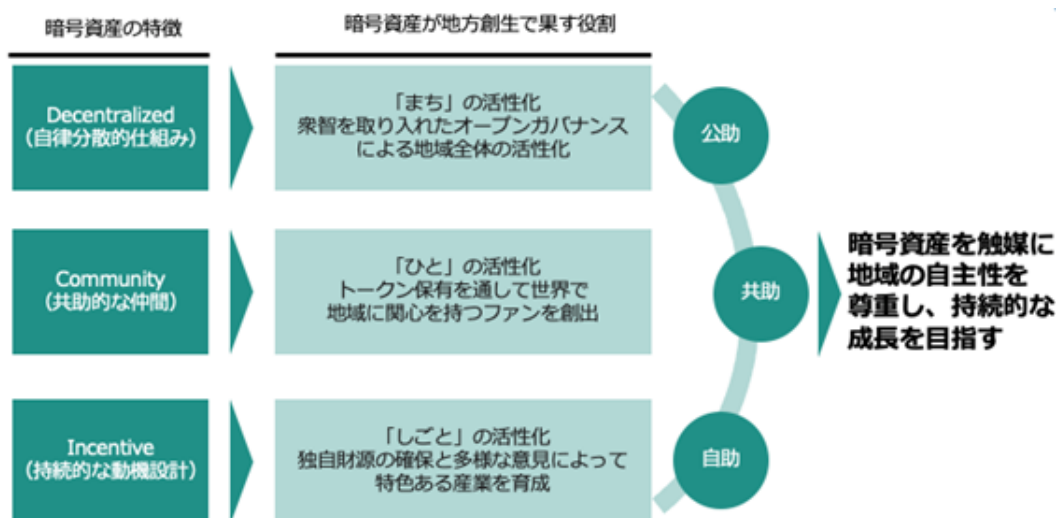 暗号資産の特徴
暗号資産が地方創生で果す役割
Decentralized
(自律分散的仕組み)
「まち」の活性化
衆智を取り入れたオープンガバナンス
による地域全体の活性化
公助
Community
(共助的な仲間)
「ひと」の活性化
トークン保有を通して世界で
地域に関心を持つファンを創出
共助
Incentive
(持続的な動機設計)
「しごと」の活性化
独自財源の確保と多様な意見によって
特色ある産業を育成
自助
暗号資産を触媒に
地域の自主性を
尊重し、持続的な
成長を目指す